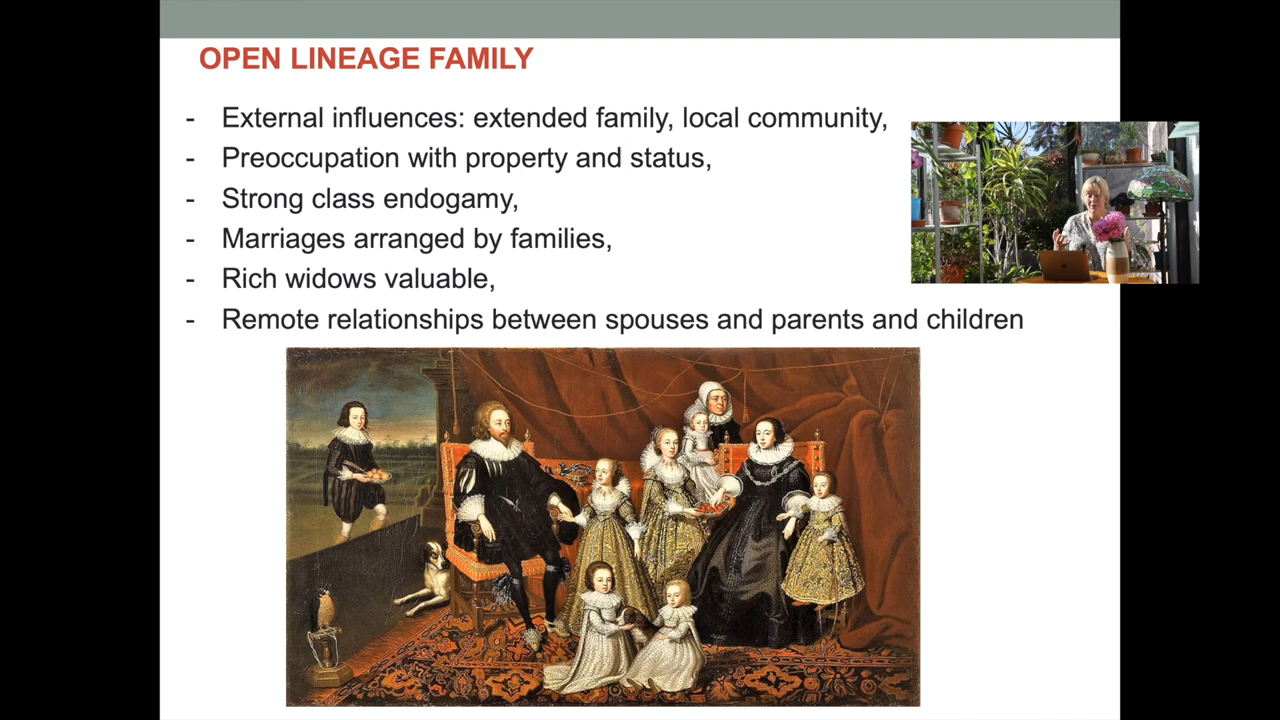 OPEN LINEAGE FAMILY
- External influences: extended family, local community,
- Preoccupation with property and status,
- Strong class endogamy,
- Marriages arranged by families,
- Rich widows valuable,
- Remote relationships between spouses and parents and children